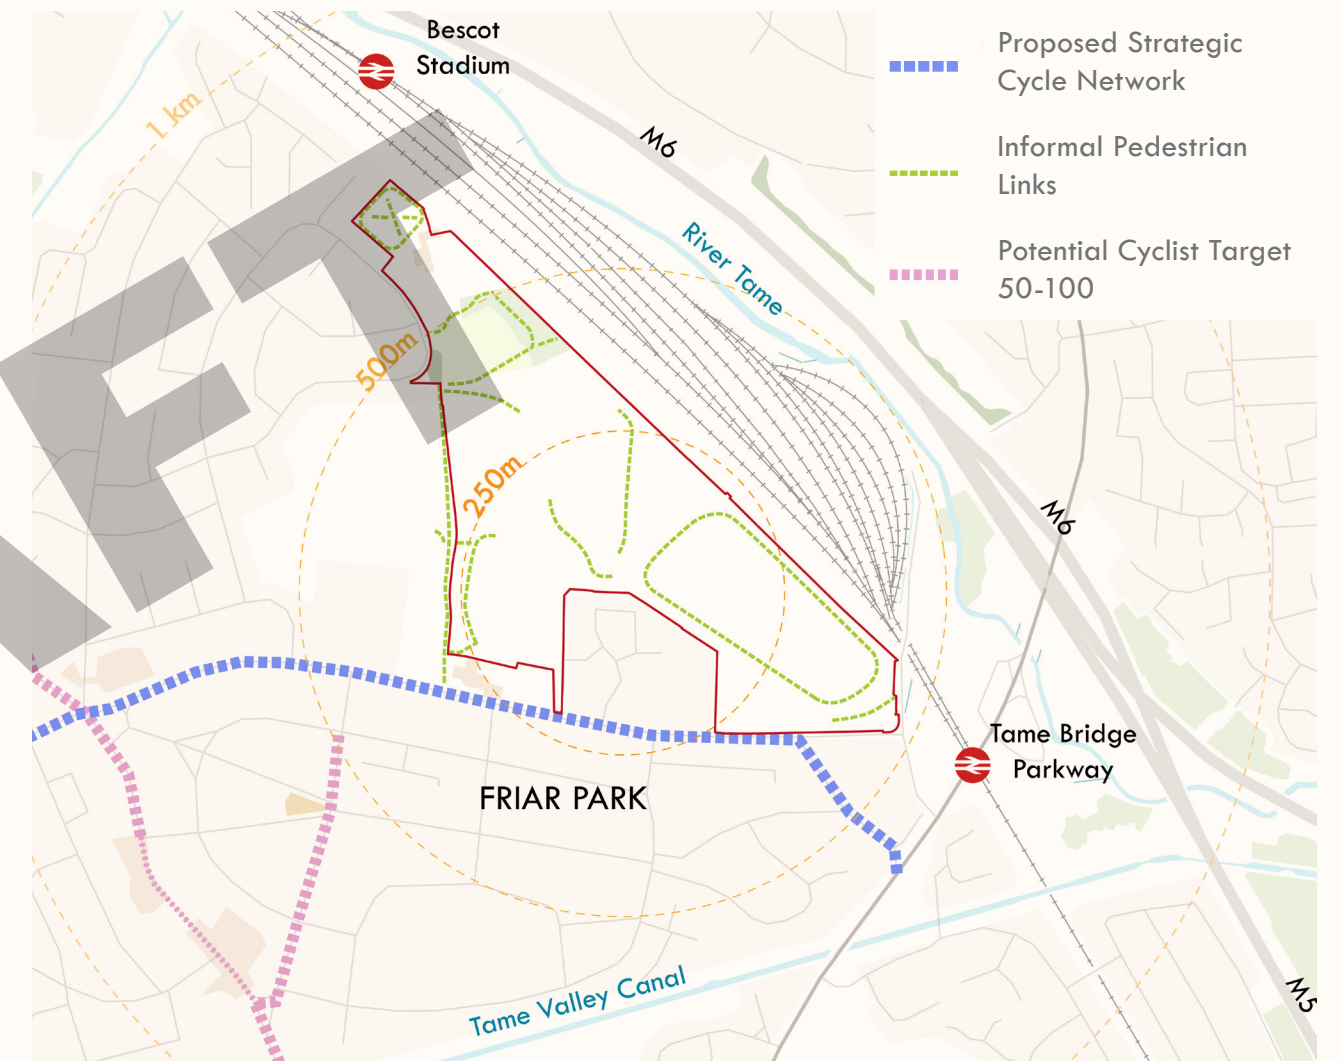 Bescot
Stadium
Proposed Strategic
Cycle Network
1 km
M6
Informal Pedestrian
Links
River Tame
Potential Cyclist Target
50-100
500m
250m
M6
Tame Bridge
Parkway
FRIAR PARK
Tame Valley Canal
M5
FT